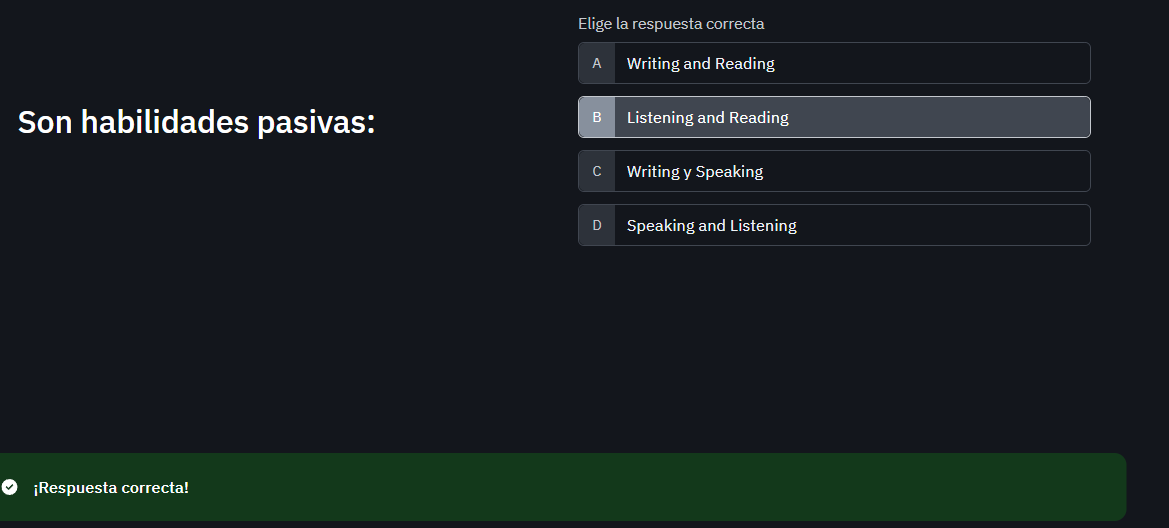 Elige la respuesta correcta
Son habilidades pasivas:
A Writing and Reading
B Listening and Reading
C Writing y Speaking
D Speaking and Listening
¡Respuesta correcta!